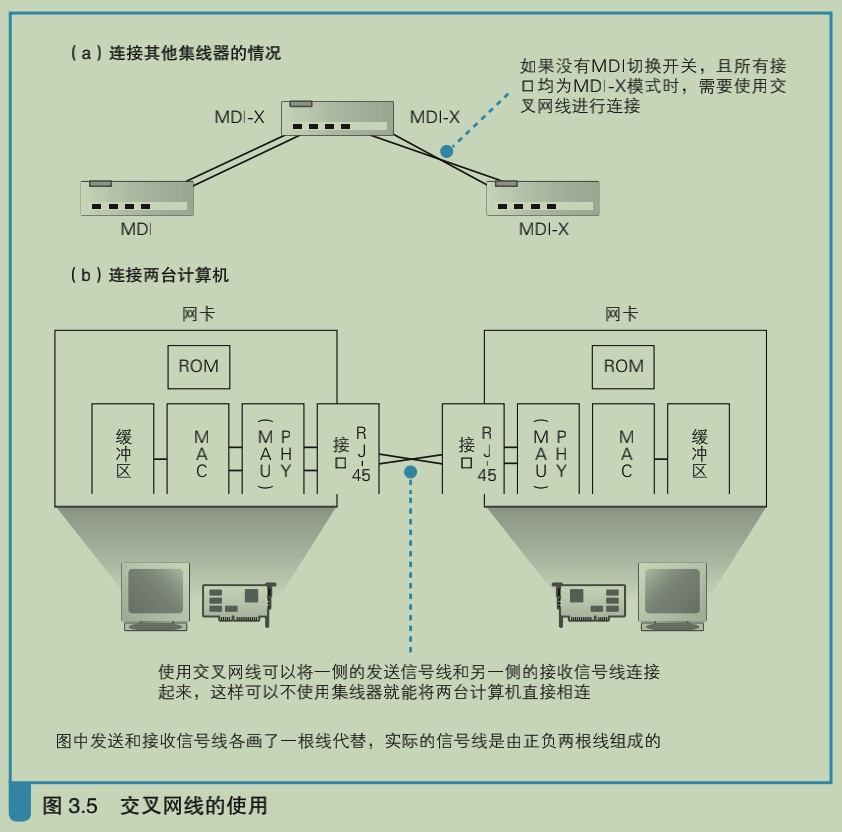 （a）连接其他集线器的情况
如果没有MDI切换开关，且所有接
口均为MDI-X模式时，需要使用交
叉网线进行连接
MDI-X
MDI-X
MDI
MDI-X
（b）连接两台计算机
网卡
网卡
ROM
ROM
缓冲区
MAC
PHY
（MAU）
RJ-45
接口
RJ-45
接口
PHY
（MAU）
MAC
缓冲区
使用交叉网线可以将一侧的发送信号线和另一侧的接收信号线连接
起来，这样可以不使用集线器就能将两台计算机直接相连
图中发送和接收信号线各画了一根线代替，实际的信号线是由正负两根线组成的
图 3.5 交叉网线的使用